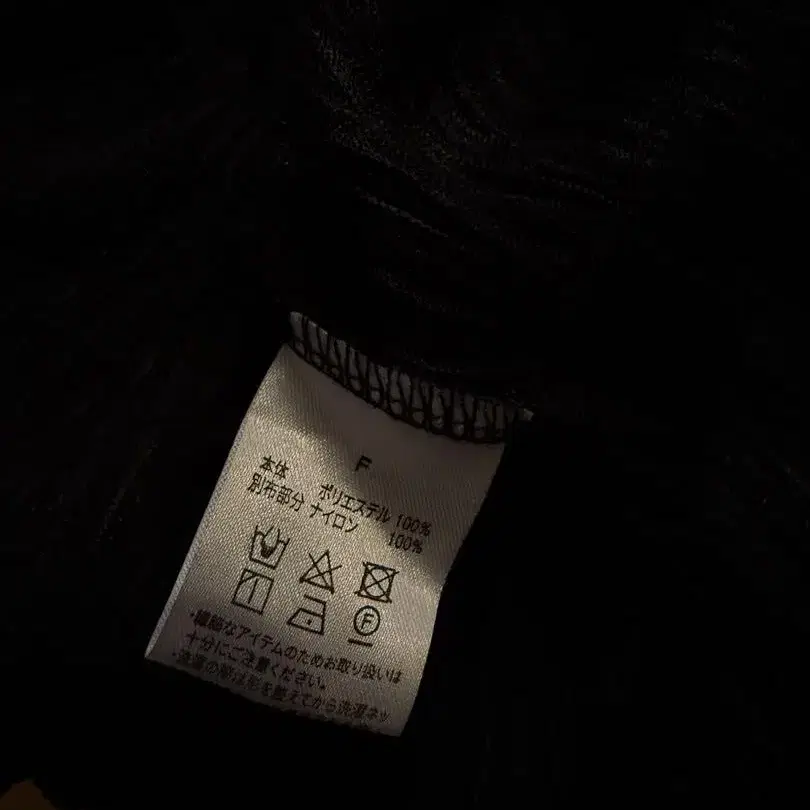 F
本体 ポリエステル 100%
別布部分 ナイロン 100%
F
・繊細なアイテムのためお取り扱いは
十分にご注意ください。
・洗濯の際は形を整えてから洗濯ネッ